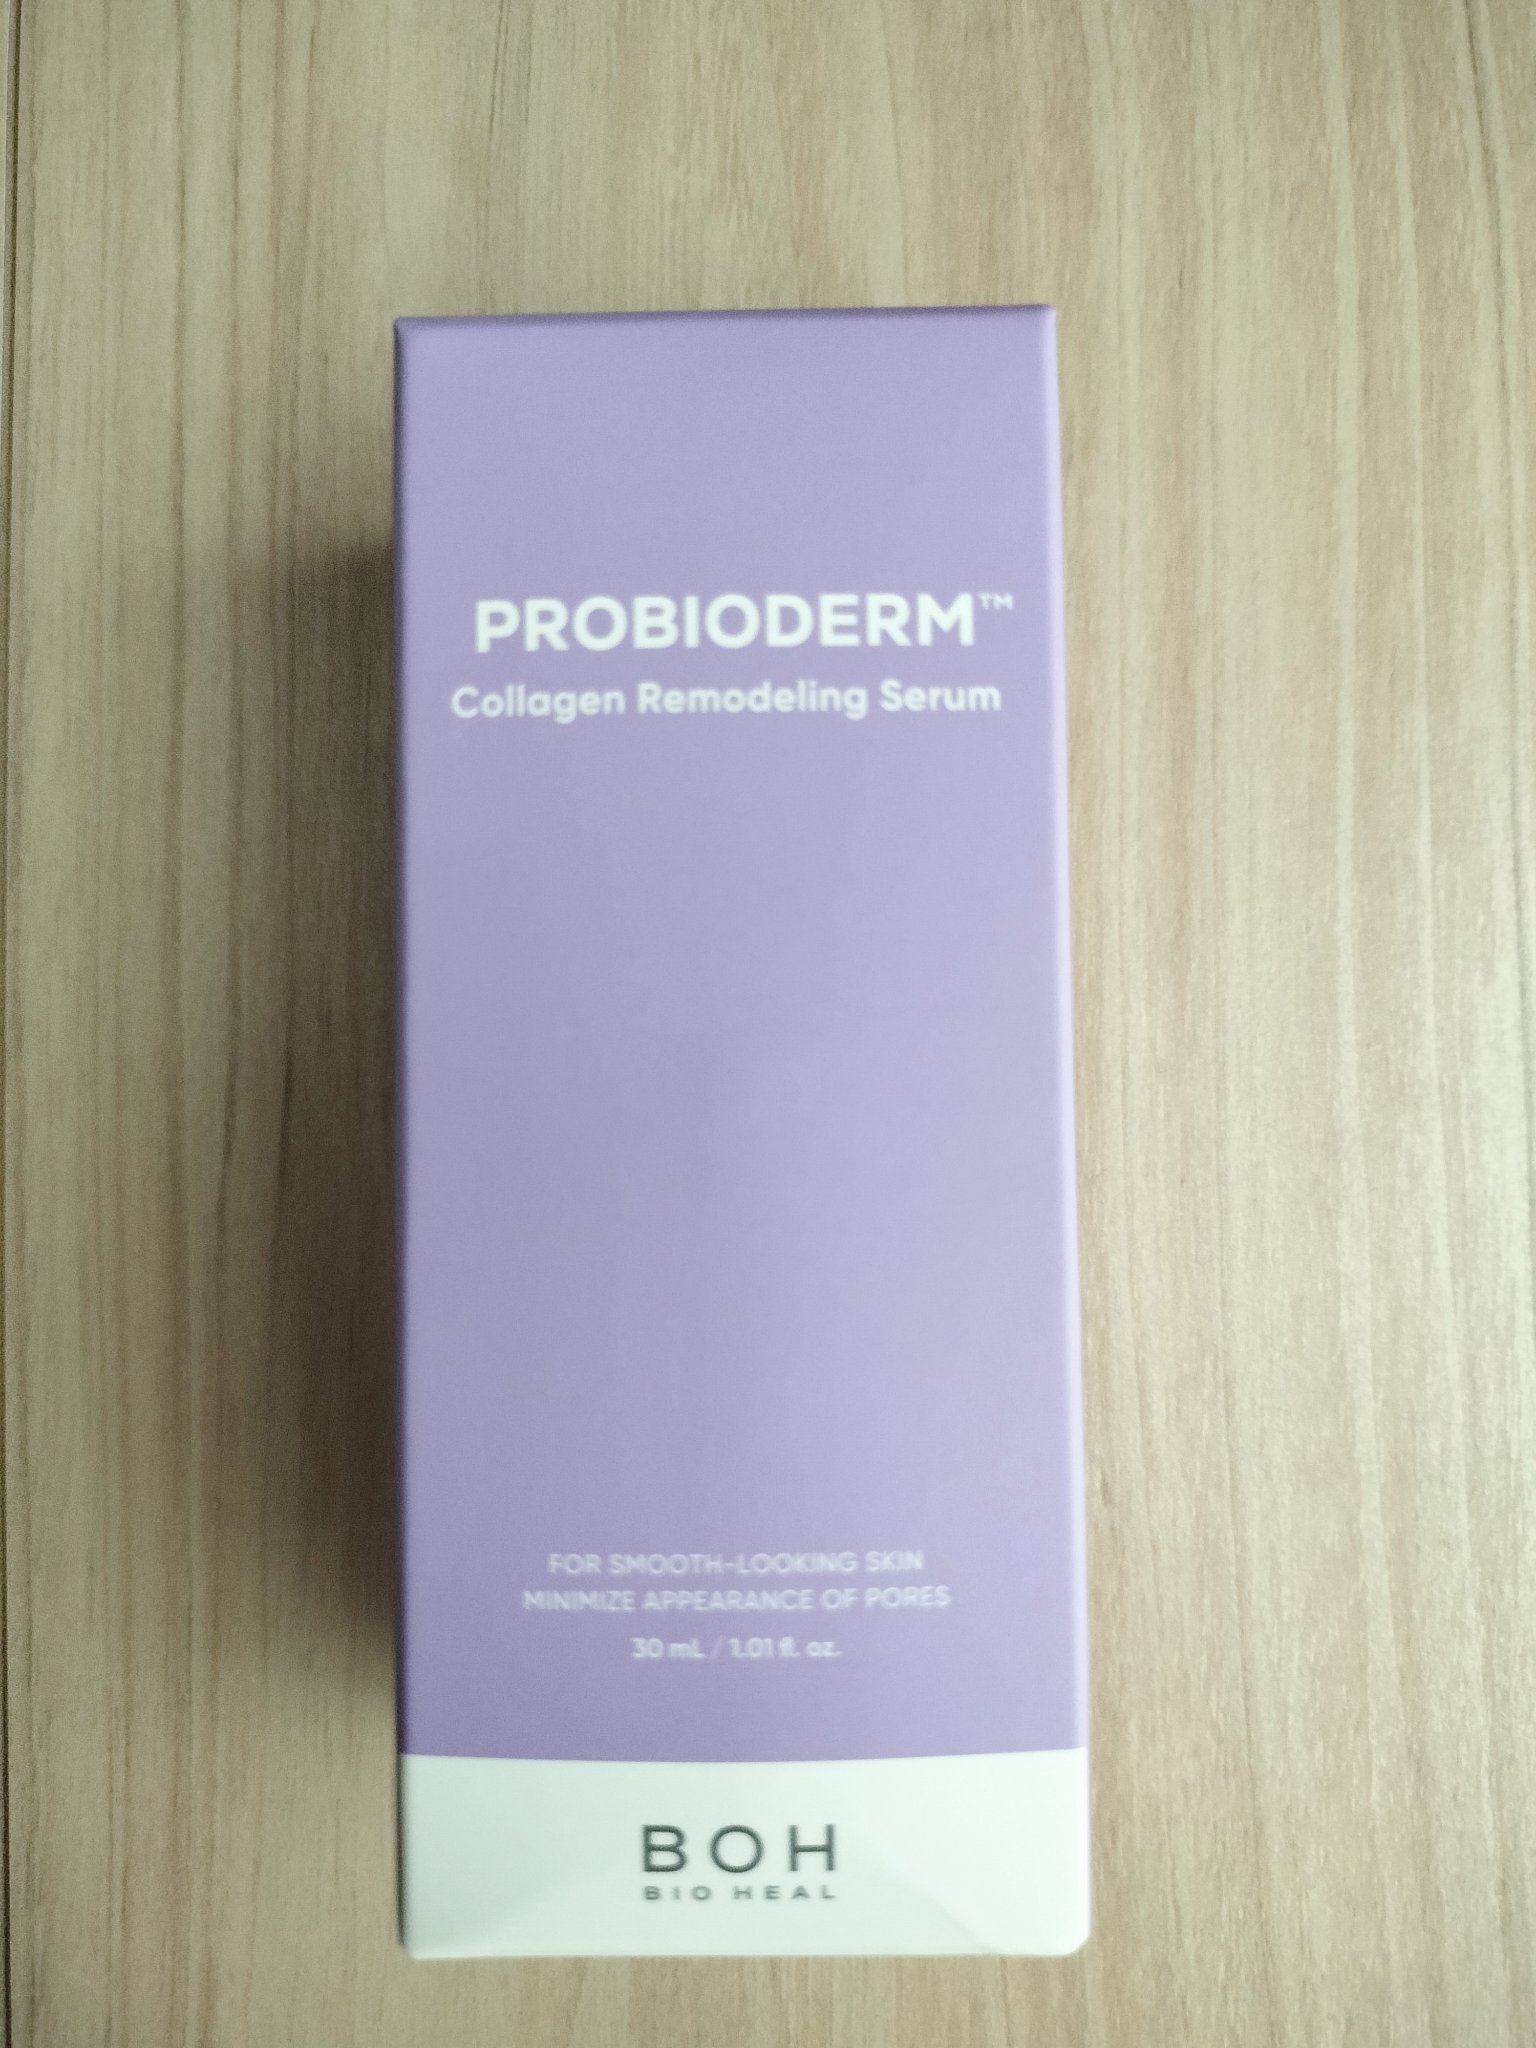 PROBIODERM™
Collagen Remodeling Serum
FOR SMOOTH-LOOKING SKIN
MINIMIZE APPEARANCE OF PORES
30 mL / 1.01 fl. oz.
BOH
BIO HEAL